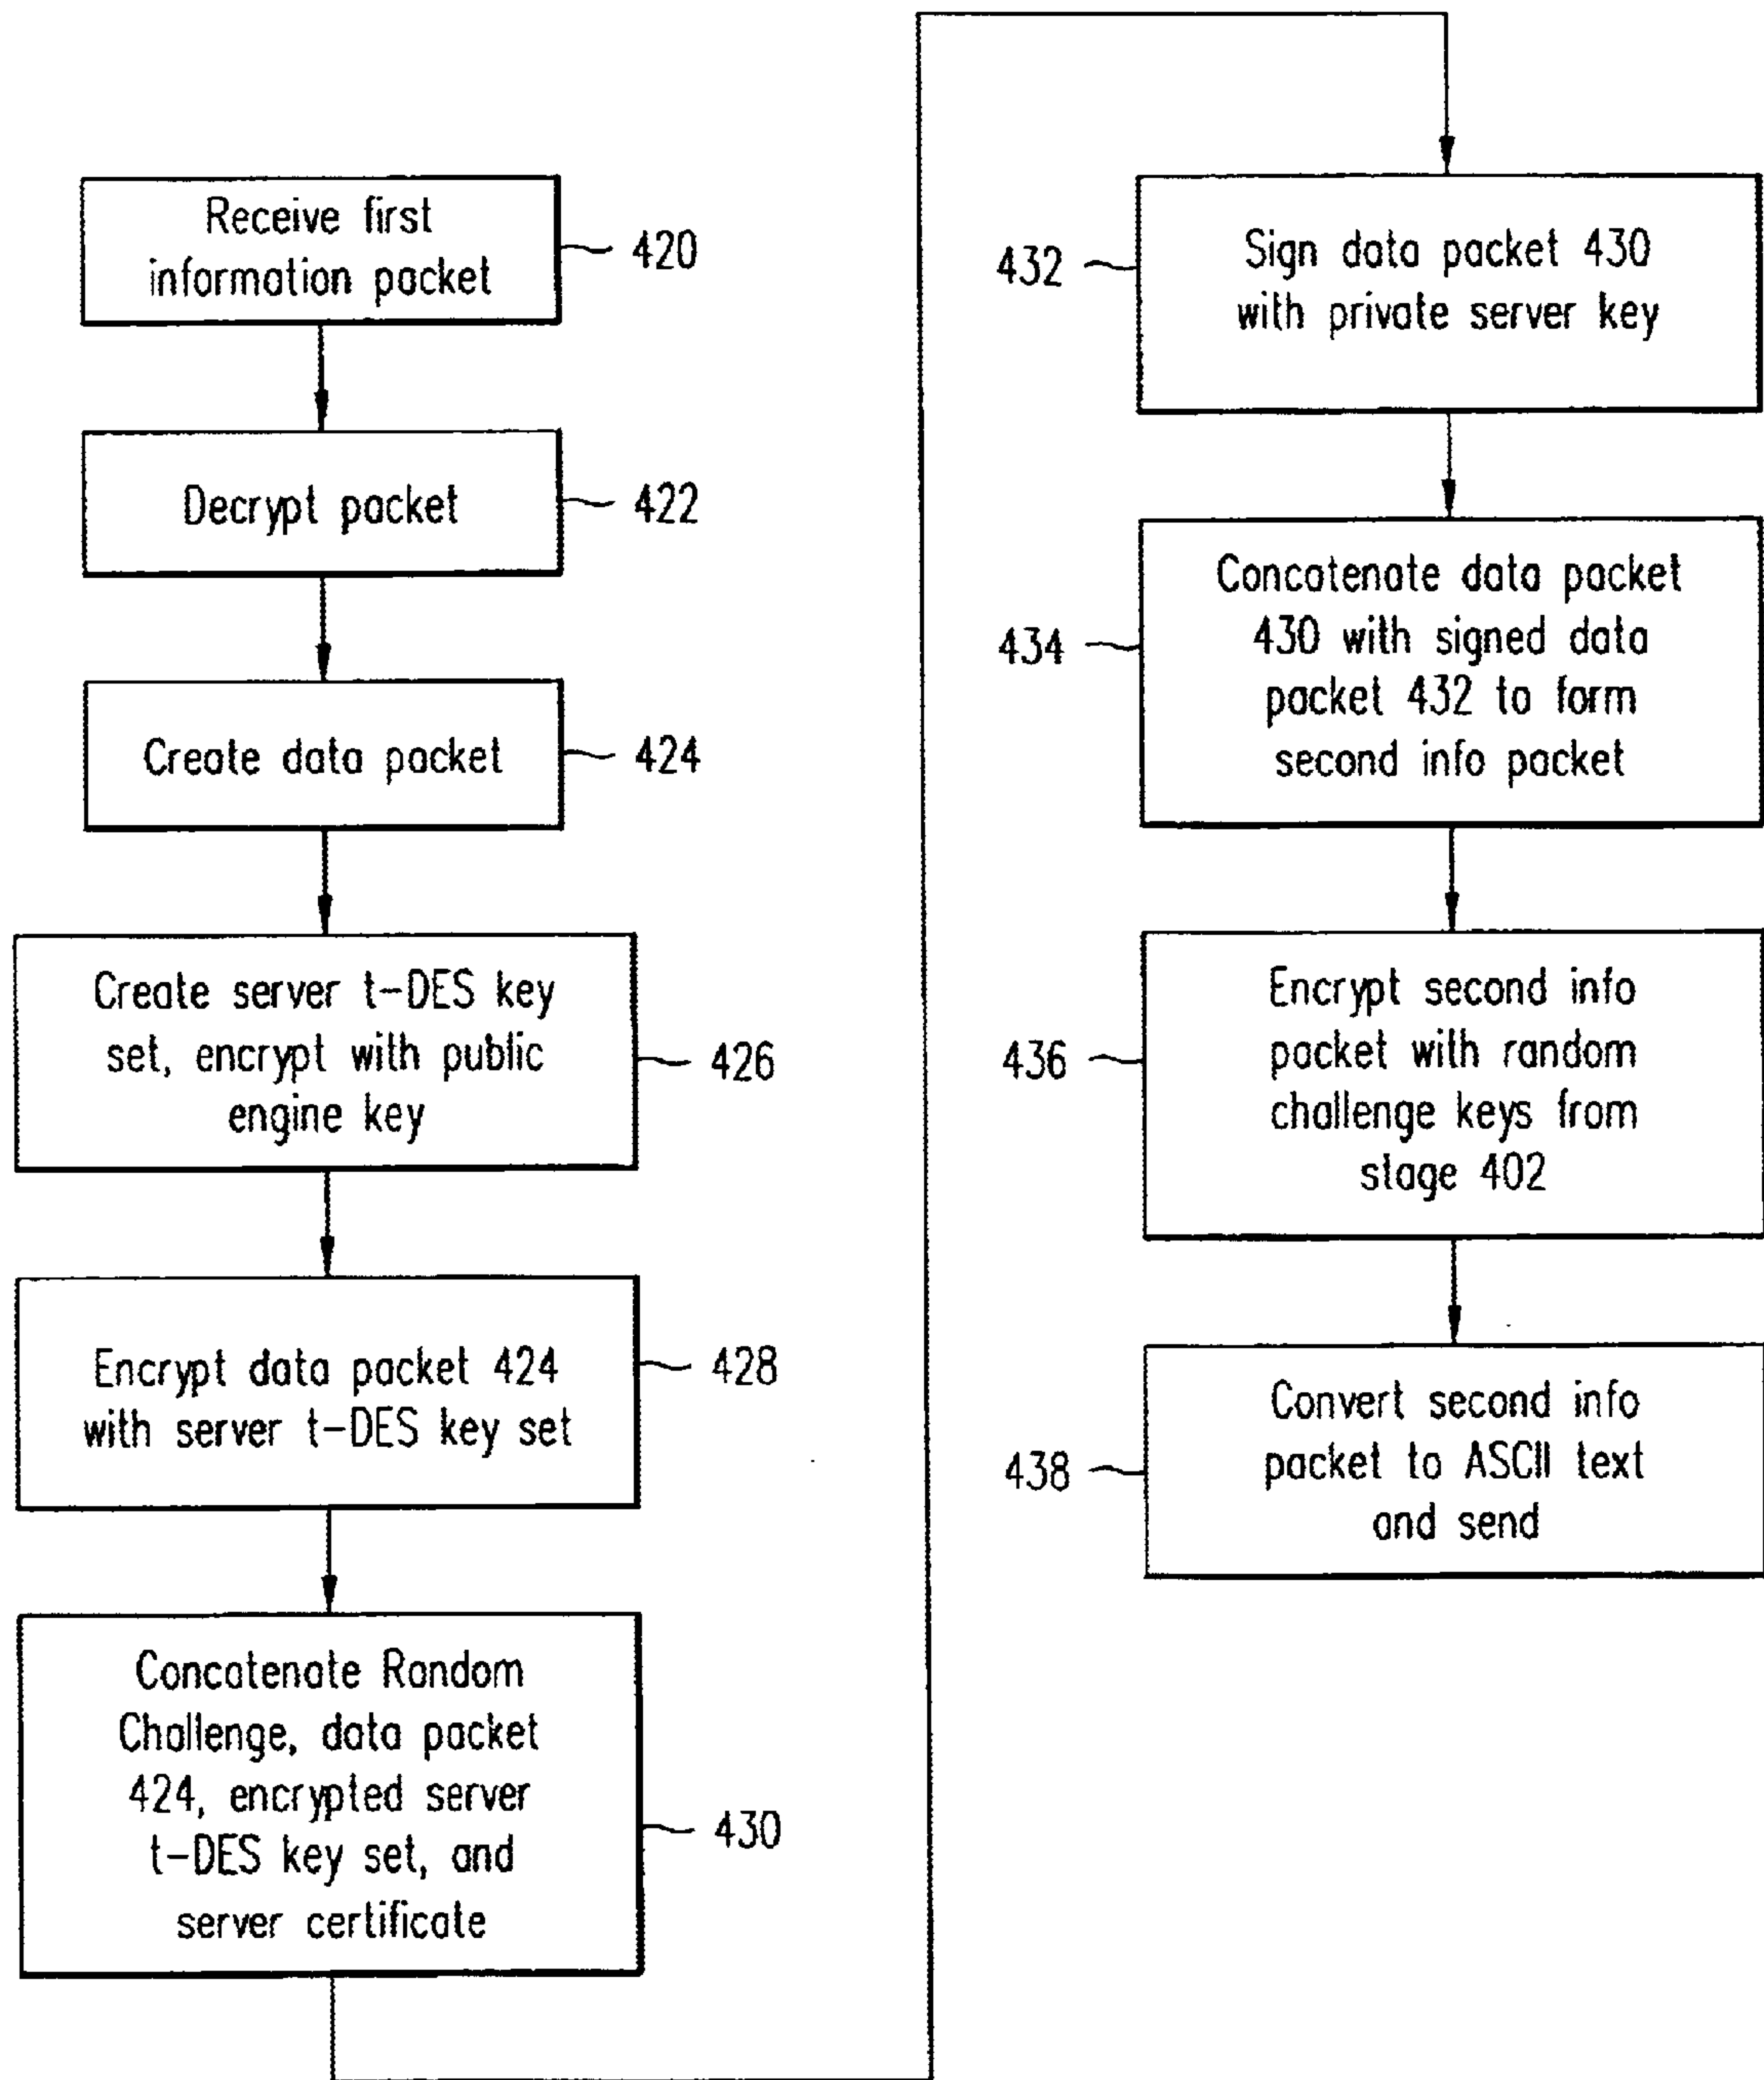 Receive first
information packet
420
Decrypt packet
422
Create data packet
424
Create server t-DES key
set, encrypt with public
engine key
426
Encrypt data packet 424
with server t-DES key set
428
Concatenate Random
Challenge, data packet
424, encrypted server
t-DES key set, and
server certificate
430
Sign data packet 430
with private server key
432
Concatenate data packet
430 with signed data
packet 432 to form
second info packet
434
Encrypt second info
packet with random
challenge keys from
stage 402
436
Convert second info
packet to ASCII text
and send
438